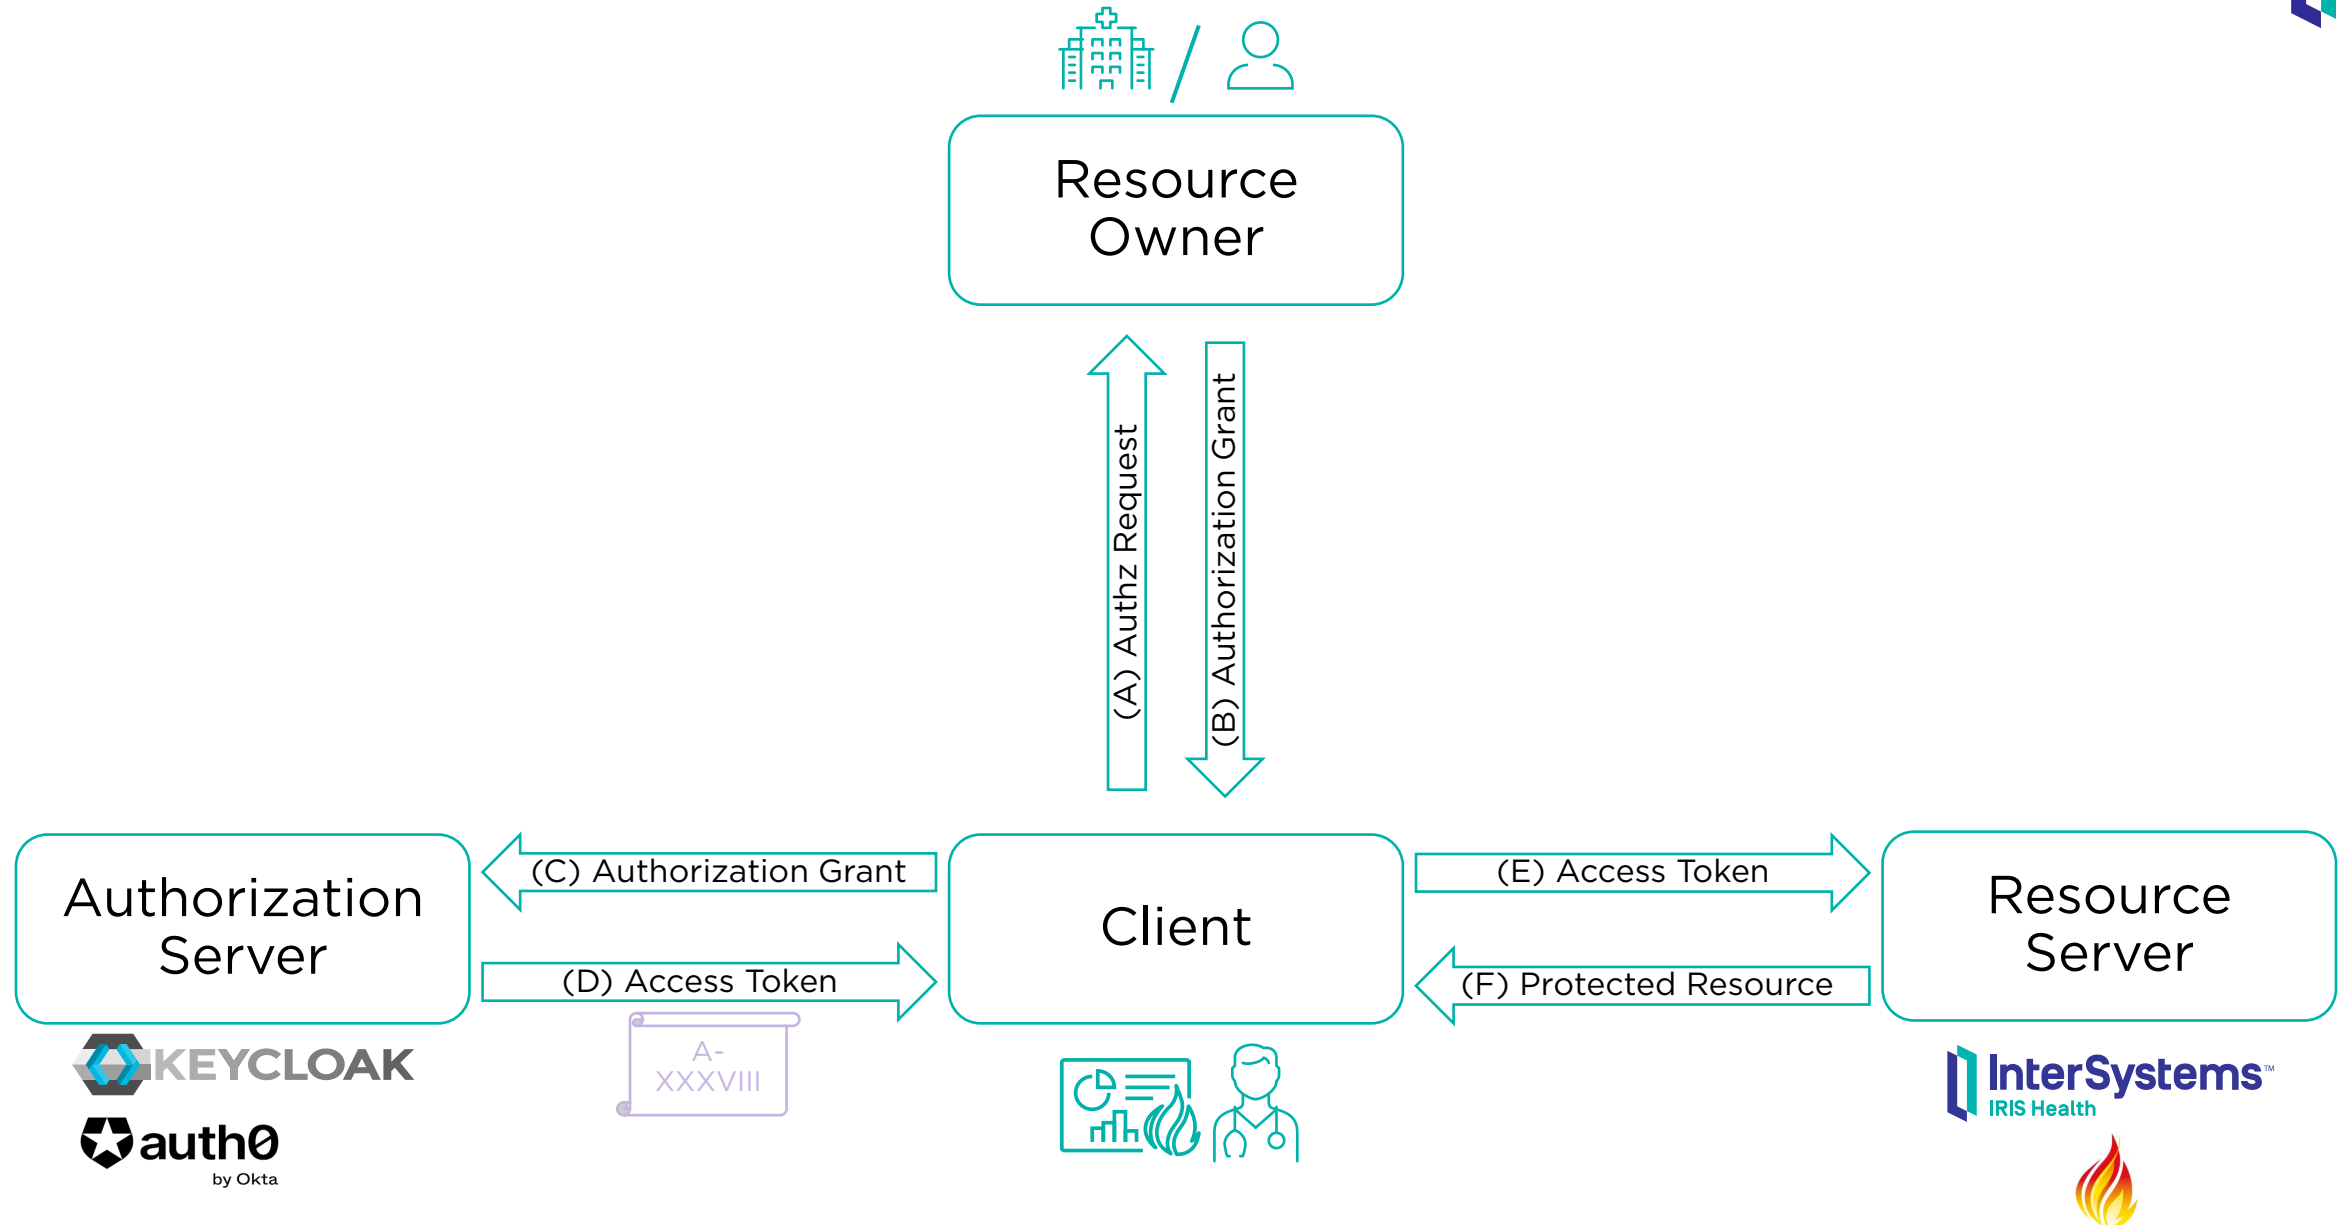 Resource
Owner
(A) Authz Request
(B) Authorization Grant
Authorization
Server
(C) Authorization Grant
(D) Access Token
Client
(E) Access Token
(F) Protected Resource
Resource
Server
KEYCLOAK
auth0
by Okta
A-
XXXVIII
InterSystems™
IRIS Health